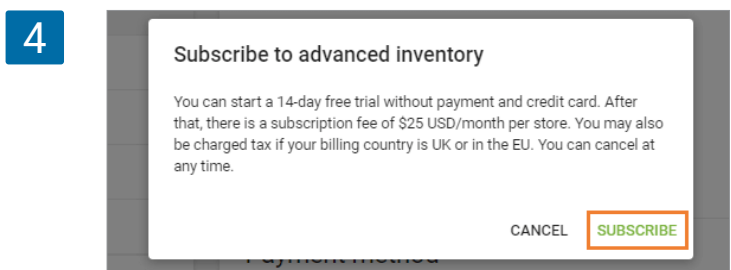 4
Subscribe to advanced inventory
You can start a 14-day free trial without payment and credit card. After
that, there is a subscription fee of $25 USD/month per store. You may also
be charged tax if your billing country is UK or in the EU. You can cancel at
any time.
CANCEL SUBSCRIBE
Payment method